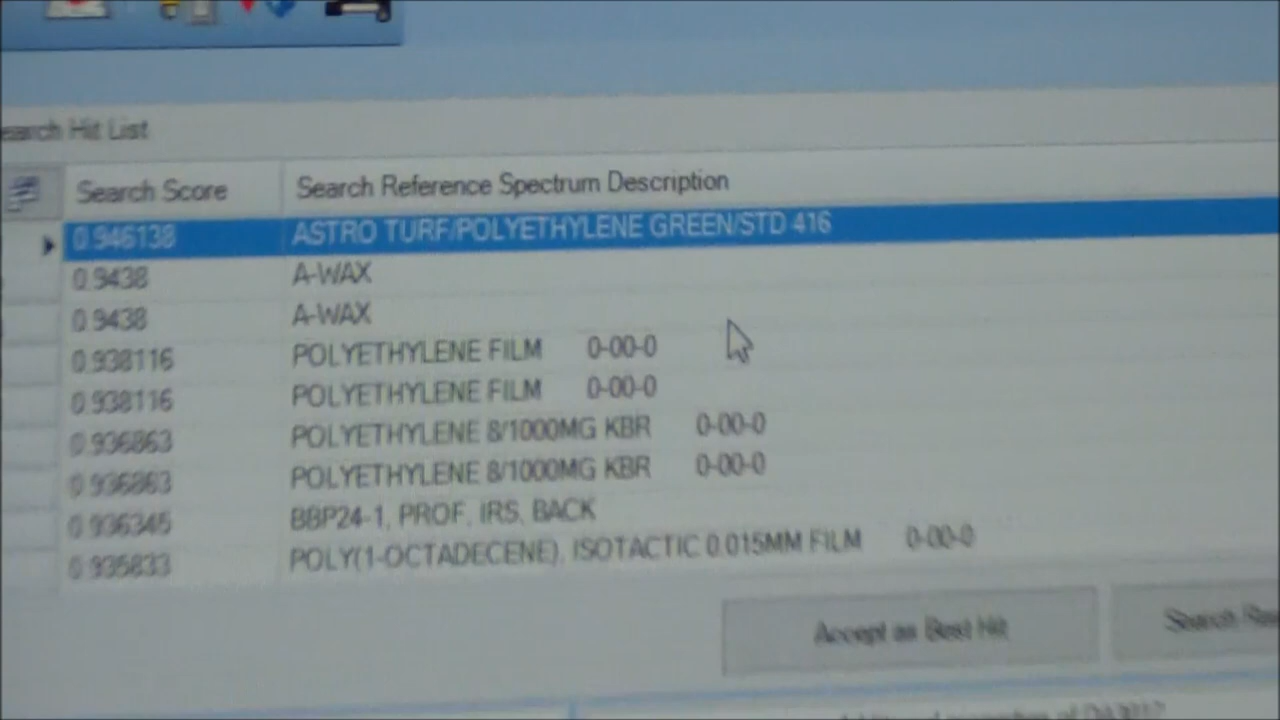 Search Hit List
Search Score Search Reference Spectrum Description
0.946138 ASTRO TURF/POLYETHYLENE GREEN/STD 416
0.9438 A-WAX
0.9438 A-WAX
0.938116 POLYETHYLENE FILM 0-00-0
0.938116 POLYETHYLENE FILM 0-00-0
0.936863 POLYETHYLENE 8/1000MG KBR 0-00-0
0.936863 POLYETHYLENE 8/1000MG KBR 0-00-0
0.936345 BBP24-1, PROF, IRS, BACK
0.935833 POLY(1-OCTADECENE), ISOTACTIC 0.015MM FILM 0-00-0
Accept as Best Hit Search